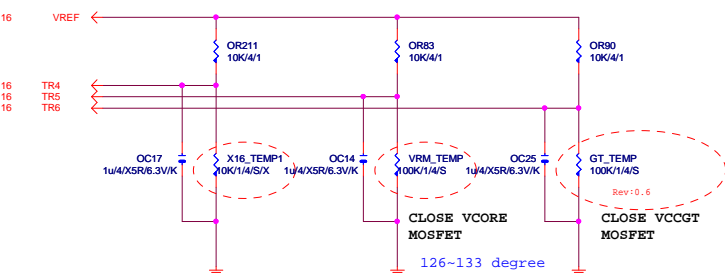 16 VREF
OR211
10K/4/1
OR83
10K/4/1
OR90
10K/4/1
16 TR4
16 TR5
16 TR6
OC17
1u/4/X5R/6.3V/K
X16_TEMP1
10K/1/4/S/X
OC14
1u/4/X5R/6.3V/K
VRM_TEMP
100K/1/4/S
OC25
1u/4/X5R/6.3V/K
GT_TEMP
100K/1/4/S
Rev:0.6
CLOSE VCORE
MOSFET
CLOSE VCCGT
MOSFET
126~133 degree